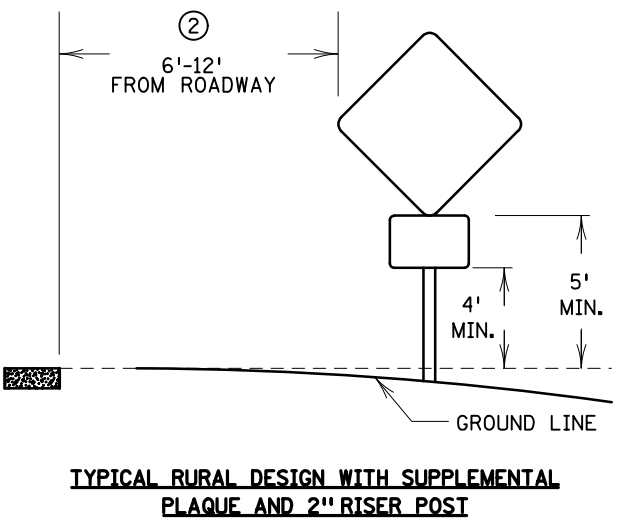 ②
6'-12'
FROM ROADWAY
4'
MIN.
5'
MIN.
GROUND LINE
TYPICAL RURAL DESIGN WITH SUPPLEMENTAL
PLAQUE AND 2" RISER POST